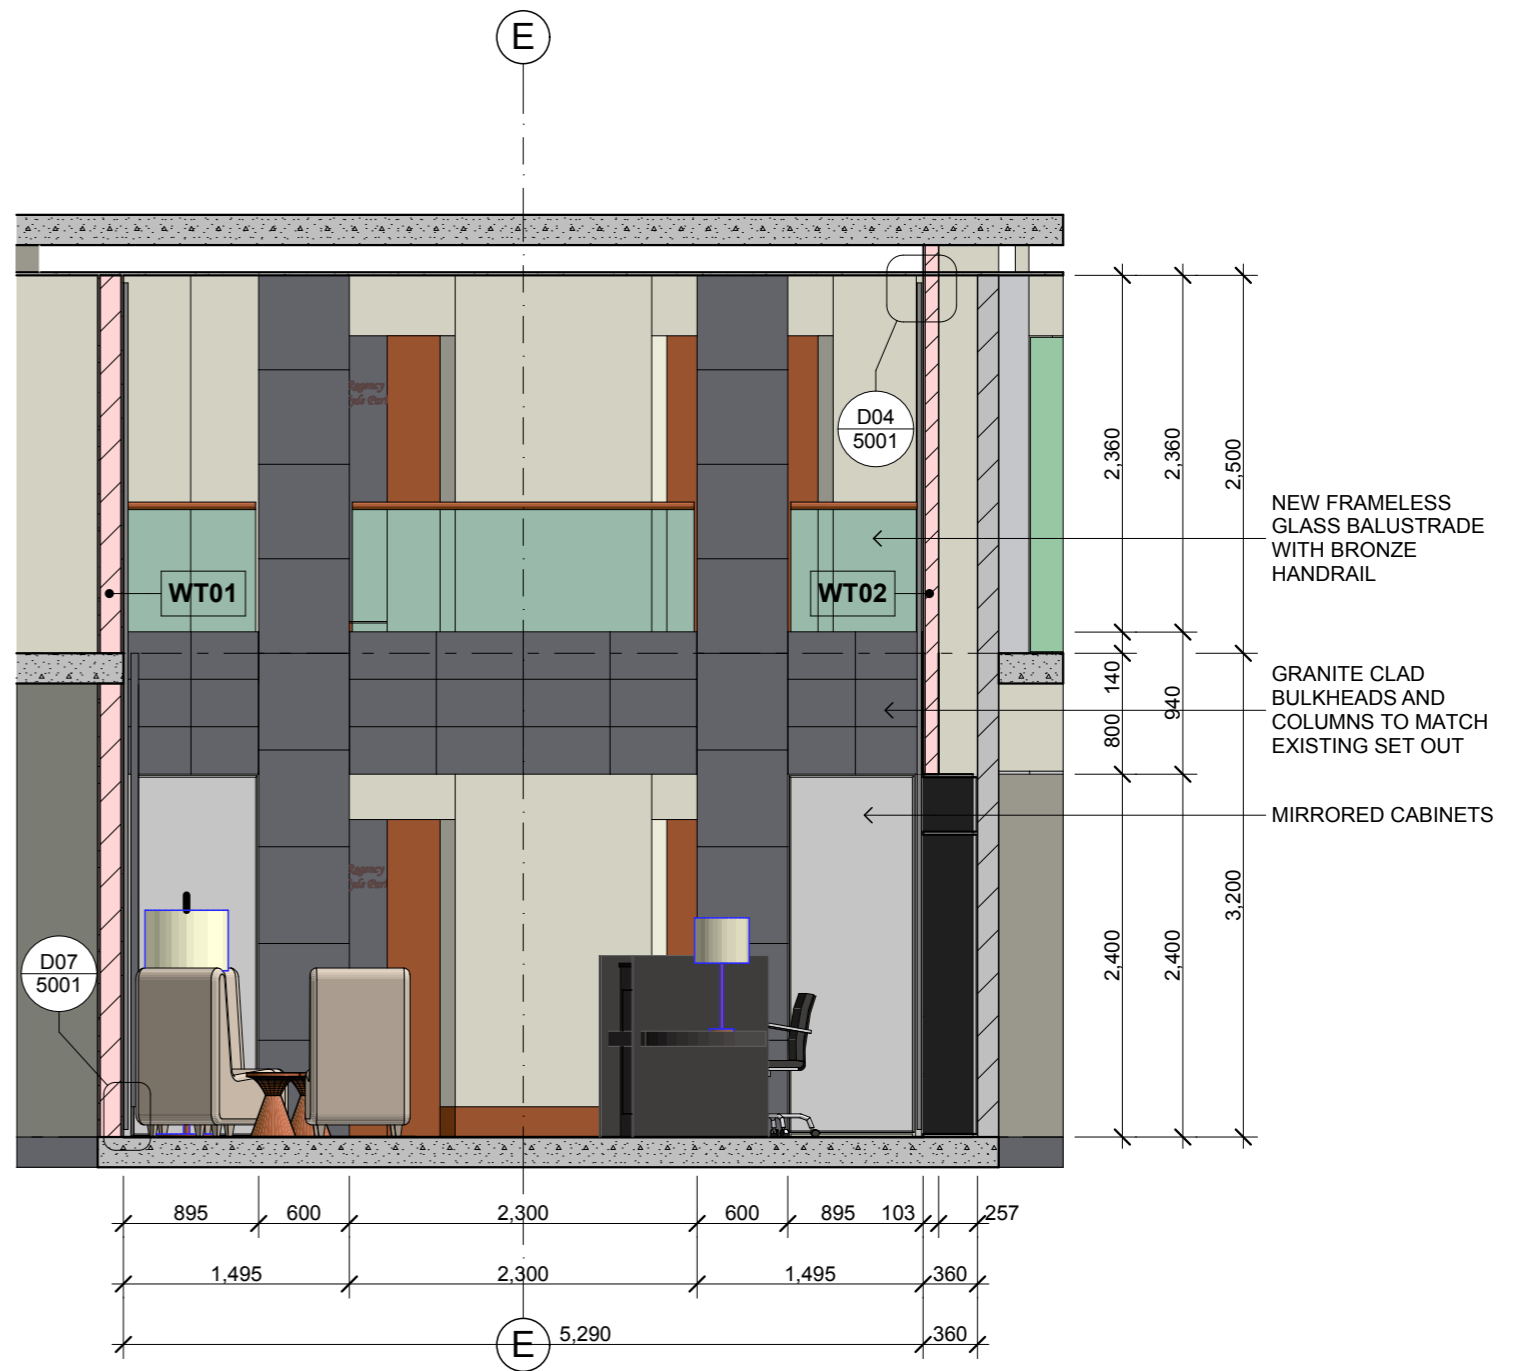 E
Regency
D04
5001
2,360
2,360
2,500
NEW FRAMELESS
GLASS BALUSTRADE
WITH BRONZE
HANDRAIL
WT01
WT02
140
800
940
GRANITE CLAD
BULKHEADS AND
COLUMNS TO MATCH
EXISTING SET OUT
MIRRORED CABINETS
Regency
3,200
D07
5001
2,400
2,400
895
600
2,300
600
895
103
257
1,495
2,300
1,495
360
E
5,290
360